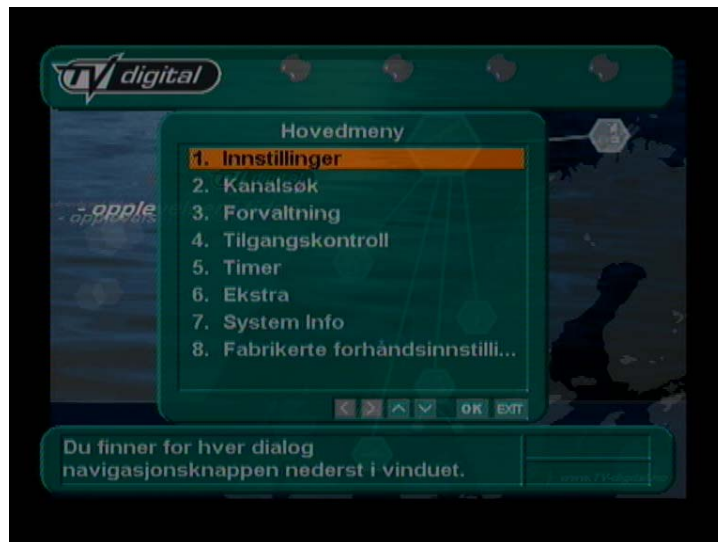 TV digital
Hovedmeny
1. Innstillinger
2. Kanalsøk
- opple
3. Forvaltning
4. Tilgangskontroll
5. Timer
6. Ekstra
7. System Info
8. Fabrikerte forhåndsinnstilli...
OK EXIT
Du finner for hver dialog
navigasjonsknappen nederst i vinduet.